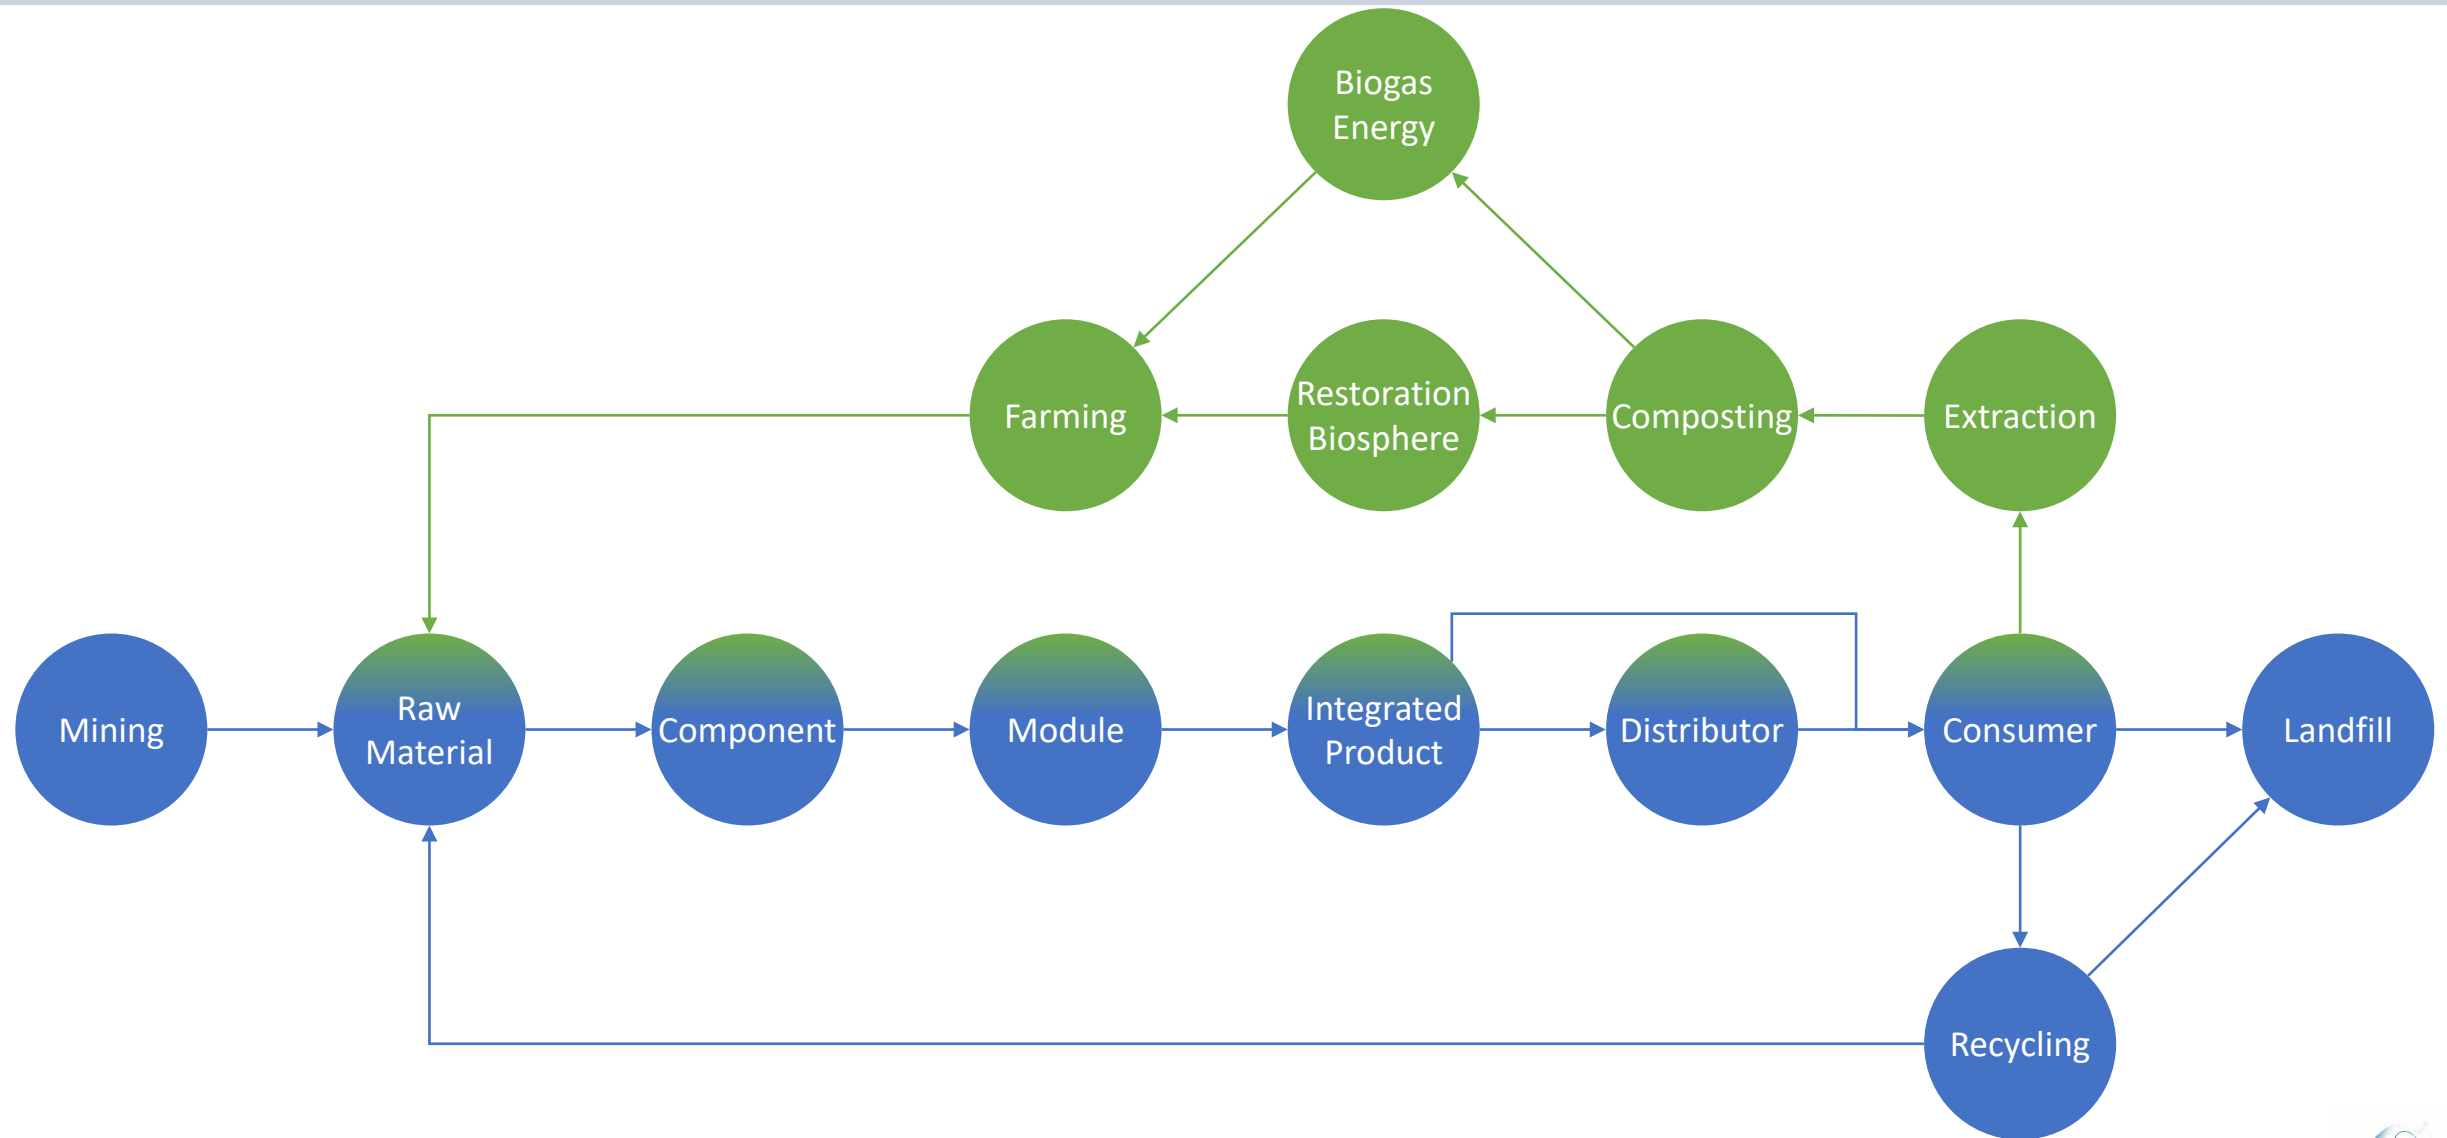 Biogas
Energy
Farming
Restoration
Biosphere
Composting
Extraction
Mining
Raw
Material
Component
Module
Integrated
Product
Distributor
Consumer
Landfill
Recycling